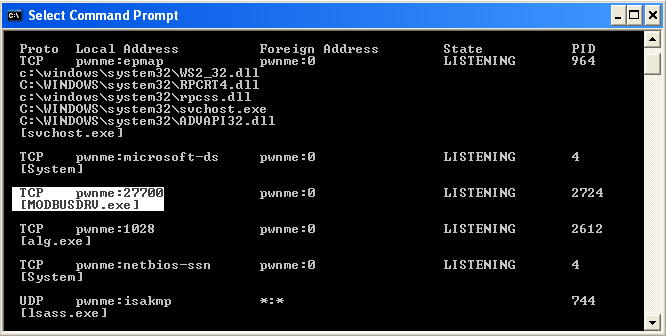 Select Command Prompt
Proto Local Address Foreign Address State PID
TCP pwnme:epmap pwnme:0 LISTENING 964
c:\windows\system32\WS2_32.dll
C:\WINDOWS\system32\RPCRT4.dll
c:\windows\system32\rpcss.dll
C:\WINDOWS\system32\svchost.exe
C:\WINDOWS\system32\ADVAPI32.dll
[svchost.exe]
TCP pwnme:microsoft-ds pwnme:0 LISTENING 4
[System]
TCP pwnme:27700 pwnme:0 LISTENING 2724
[MODBUSDRV.exe]
TCP pwnme:1028 pwnme:0 LISTENING 2612
[alg.exe]
TCP pwnme:netbios-ssn pwnme:0 LISTENING 4
[System]
UDP pwnme:isakmp *:* 744
[lsass.exe]